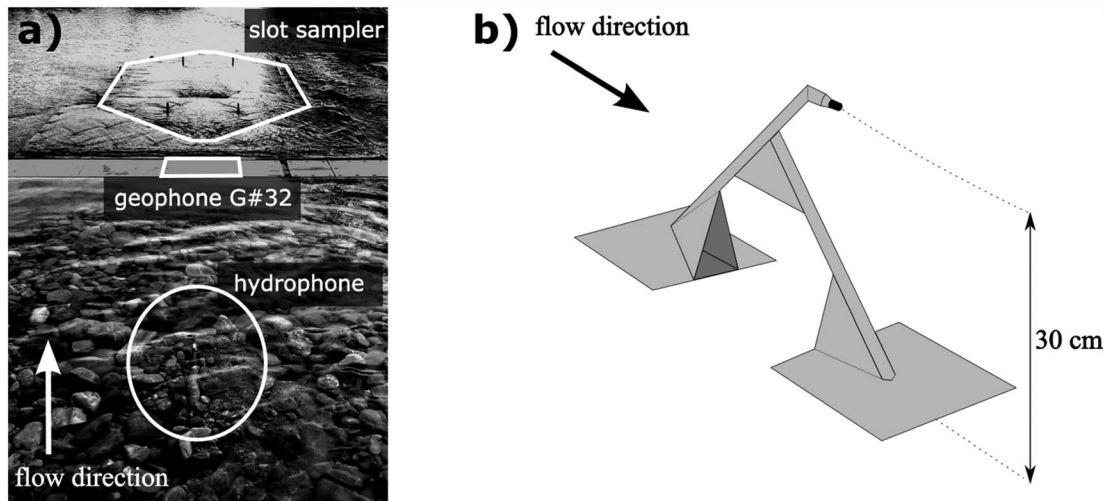 a)
slot sampler
geophone G#32
hydrophone
flow direction
b)
flow direction
30 cm